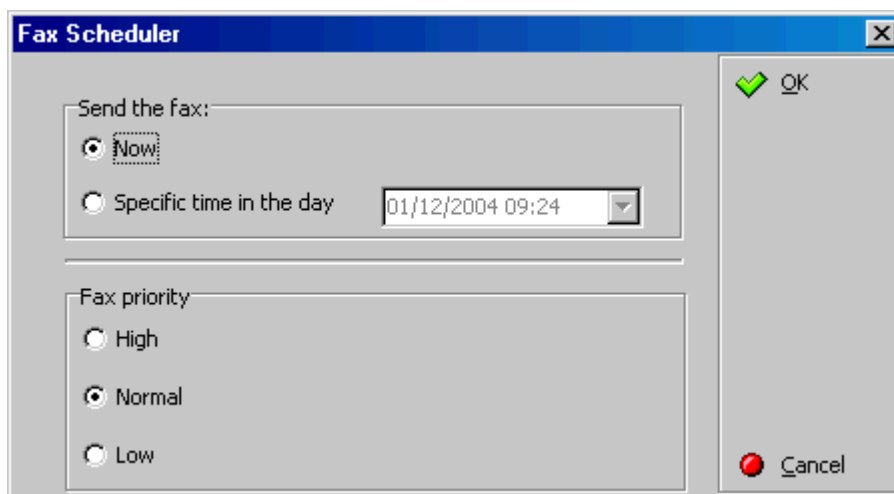 Fax Scheduler
OK
Send the fax:
Now
Specific time in the day 01/12/2004 09:24
Fax priority
High
Normal
Low
Cancel